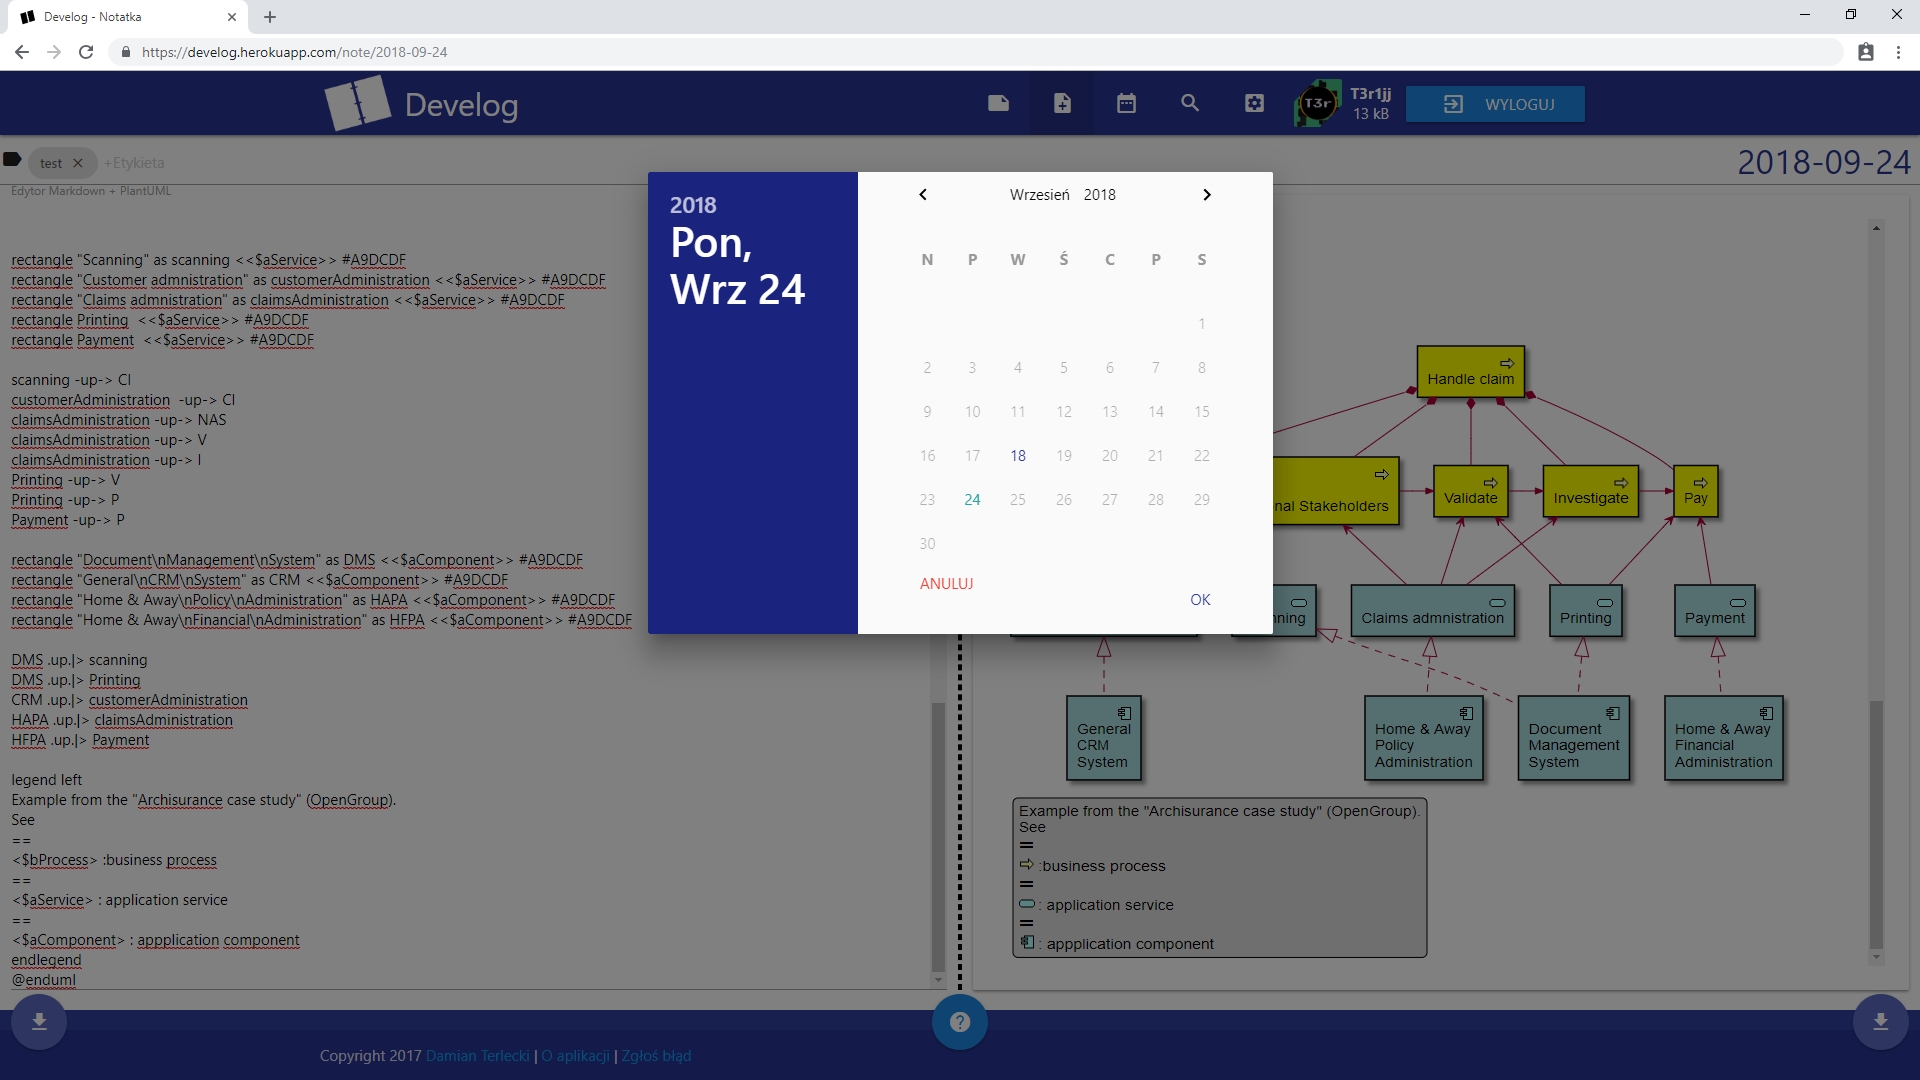 Develog - Notatka
https://develog.herokuapp.com/note/2018-09-24
Develog
T3r
T3r1jj
13 kB
WYLOGUJ
test
+Etykieta
2018-09-24
Edytor Markdown + PlantUML
rectangle "Scanning" as scanning <<$aService>> #A9DCDF
rectangle "Customer admnistration" as customerAdministration <<$aService>> #A9DCDF
rectangle "Claims admnistration" as claimsAdministration <<$aService>> #A9DCDF
rectangle Printing  <<$aService>> #A9DCDF
rectangle Payment  <<$aService>> #A9DCDF
scanning -up-> CI
customerAdministration  -up-> CI
claimsAdministration -up-> NAS
claimsAdministration -up-> V
claimsAdministration -up-> I
Printing -up-> V
Printing -up-> P
Payment -up-> P
rectangle "Document\nManagement\nSystem" as DMS <<$aComponent>> #A9DCDF
rectangle "General\nCRM\nSystem" as CRM <<$aComponent>> #A9DCDF
rectangle "Home & Away\nPolicy\nAdministration" as HAPA <<$aComponent>> #A9DCDF
rectangle "Home & Away\nFinancial\nAdministration" as HFPA <<$aComponent>> #A9DCDF
DMS .up.|> scanning
DMS .up.|> Printing
CRM .up.|> customerAdministration
HAPA .up.|> claimsAdministration
HFPA .up.|> Payment
legend left
Example from the "Archisurance case study" (OpenGroup).
See
==
<$bProcess> :business process
==
<$aService> : application service
==
<$aComponent> : appplication component
endlegend
@enduml
2018
Pon,
Wrz 24
Wrzesień 2018
N P W Ś C P S
1
2 3 4 5 6 7 8
9 10 11 12 13 14 15
16 17 18 19 20 21 22
23 24 25 26 27 28 29
30
ANULUJ
OK
Handle claim
nal Stakeholders
Validate
Investigate
Pay
nning
Claims admnistration
Printing
Payment
General
CRM
System
Home & Away
Policy
Administration
Document
Management
System
Home & Away
Financial
Administration
Example from the "Archisurance case study" (OpenGroup).
See
=
:business process
=
: application service
=
: appplication component
Copyright 2017 Damian Terlecki | O aplikacji | Zgłoś błąd